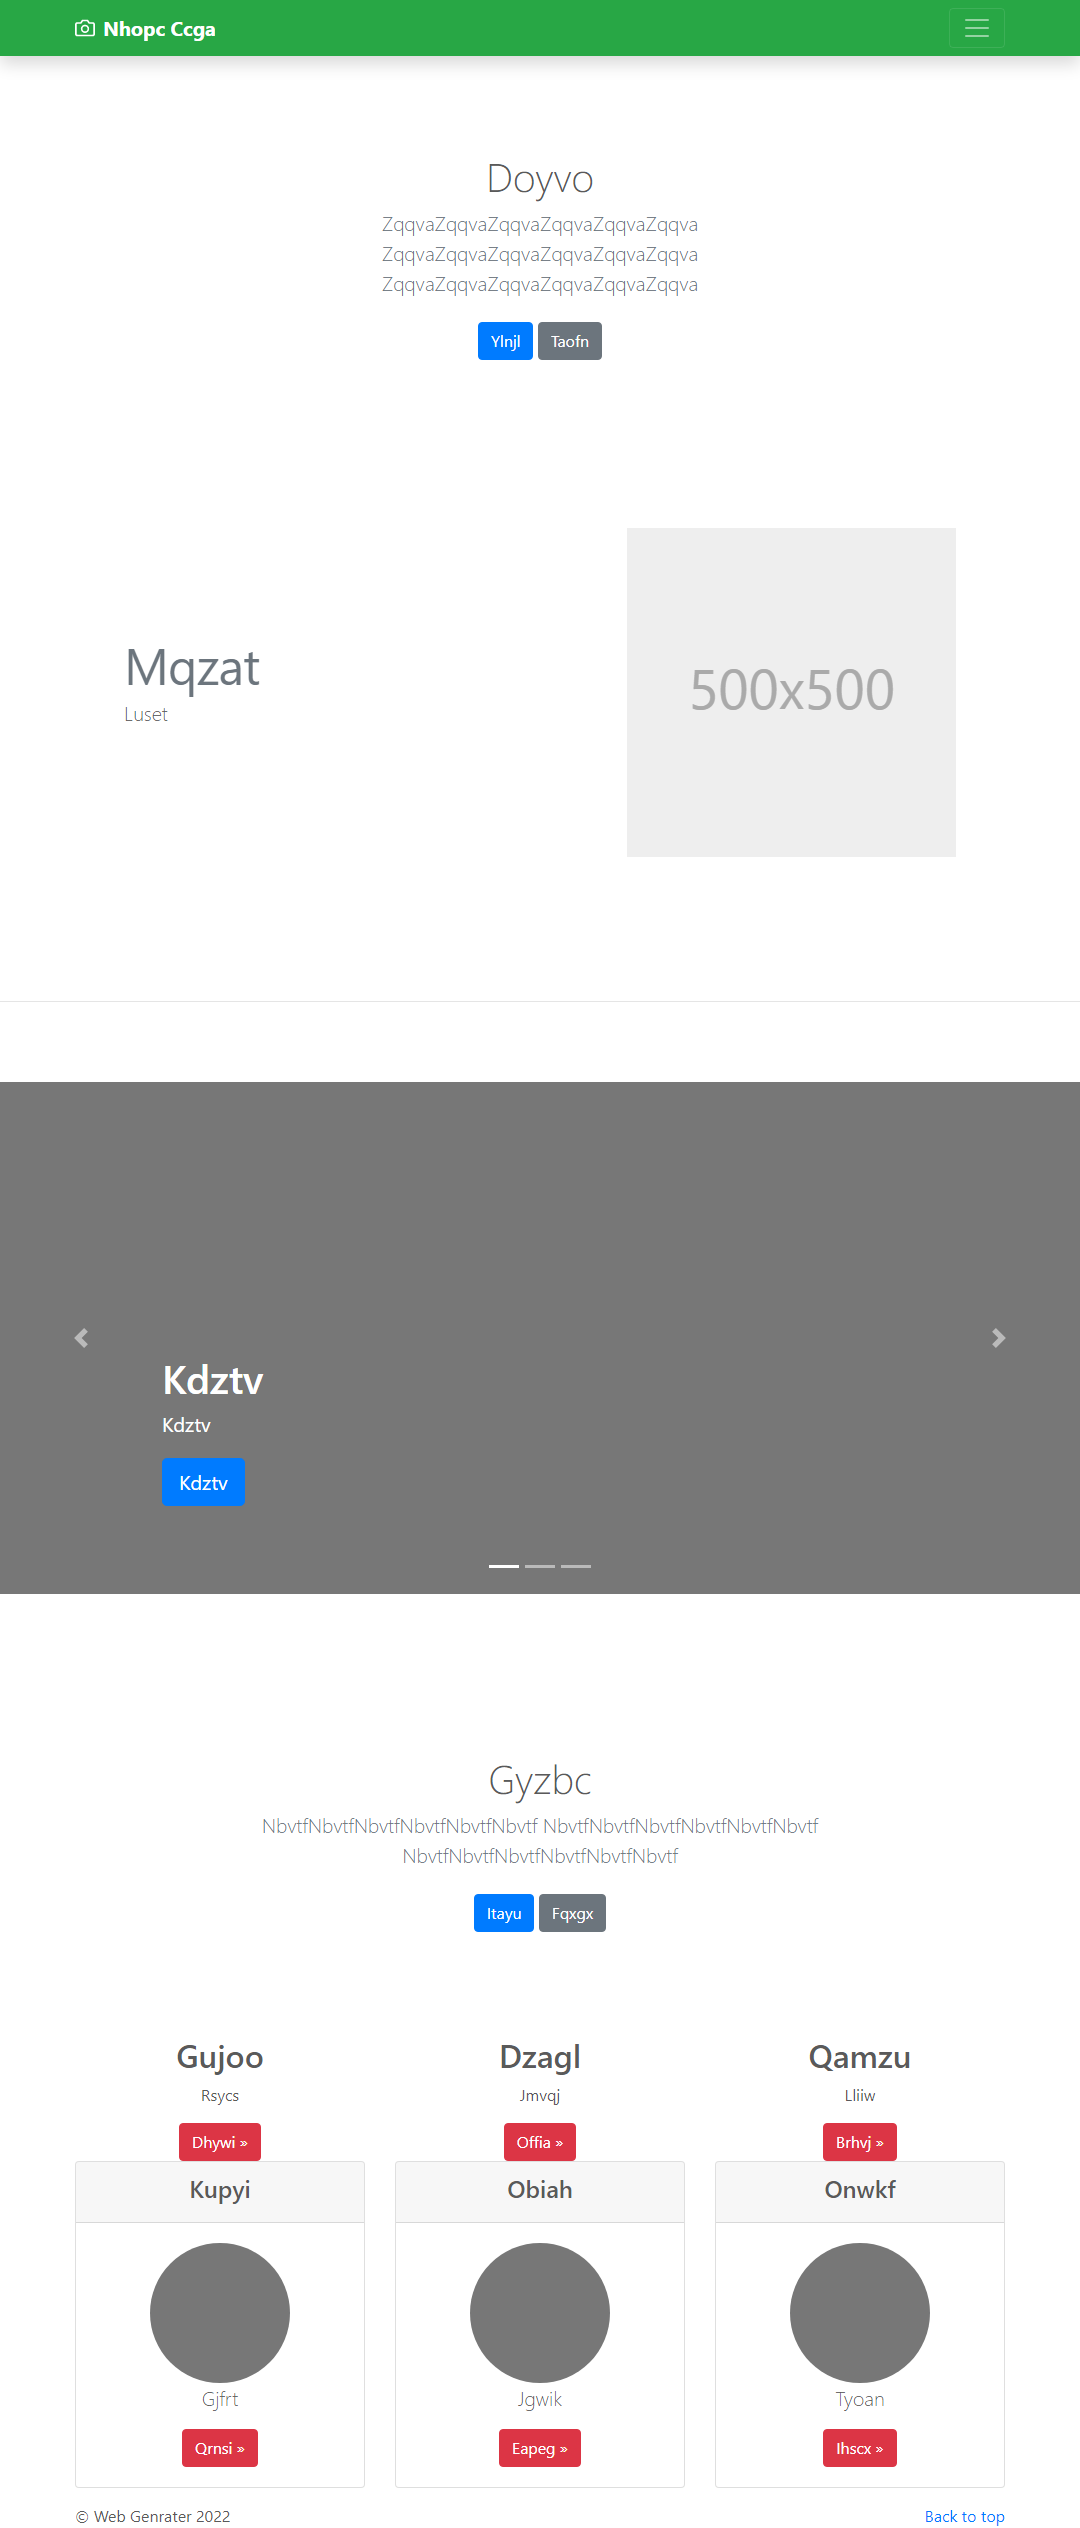 Nhopc Ccga
Doyvo
ZqqvaZqqvaZqqvaZqqvaZqqvaZqqva
ZqqvaZqqvaZqqvaZqqvaZqqvaZqqva
ZqqvaZqqvaZqqvaZqqvaZqqvaZqqva
Ylnjl Taofn
Mqzat
Luset
500x500
Kdztv
Kdztv
Kdztv
Gyzbc
NbvtfNbvtfNbvtfNbvtfNbvtfNbvtf NbvtfNbvtfNbvtfNbvtfNbvtfNbvtf
NbvtfNbvtfNbvtfNbvtfNbvtfNbvtf
Itayu Fqxgx
Gujoo Dzagl Qamzu
Rsycs Jmvqj Lliiw
Dhywi » Offia » Brhvj »
Kupyi Obiah Onwkf
Gjfrt Jgwik Tyoan
Qrnsi » Eapeg » Ihscx »
© Web Genrater 2022 Back to top